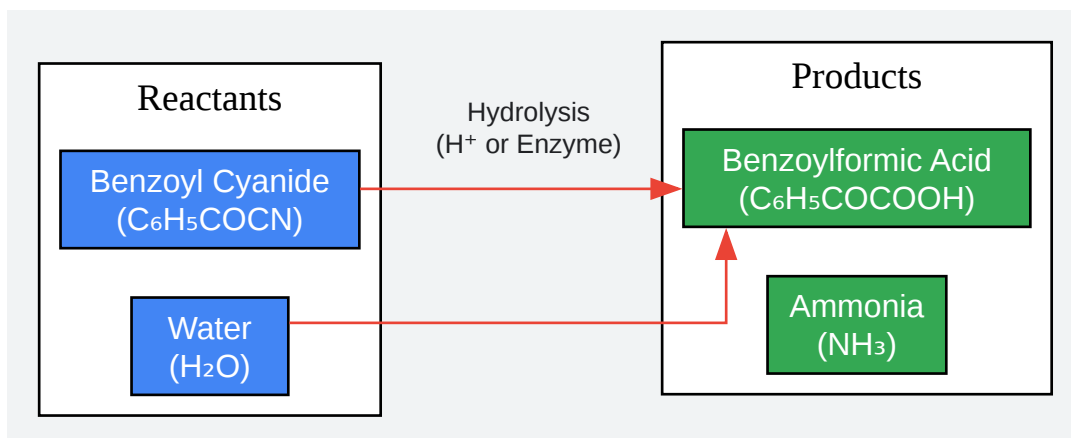 Reactants
Benzoyl Cyanide
(C₆H₅COCN)
Water
(H₂O)
Hydrolysis
(H⁺ or Enzyme)
Products
Benzoylformic Acid
(C₆H₅COCOOH)
Ammonia
(NH₃)